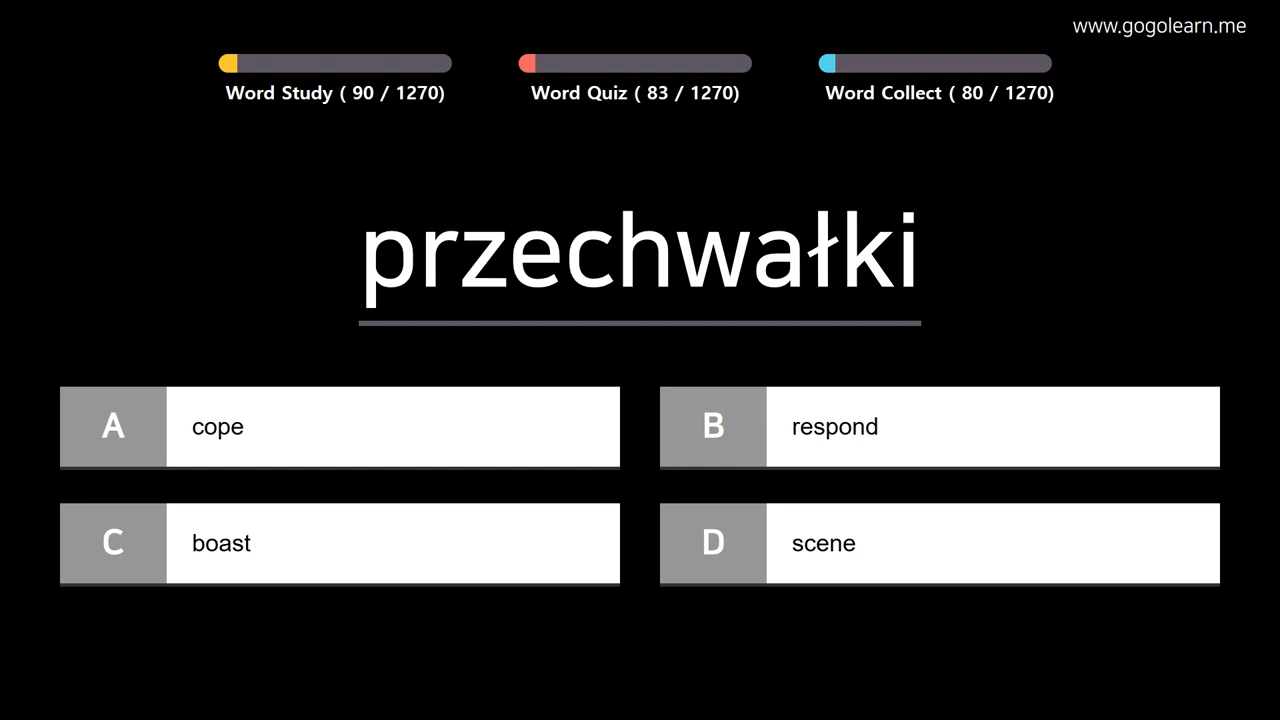 www.gogolearn.me
Word Study ( 90 / 1270)
Word Quiz ( 83 / 1270)
Word Collect ( 80 / 1270)
przechwałki
A cope
B respond
C boast
D scene